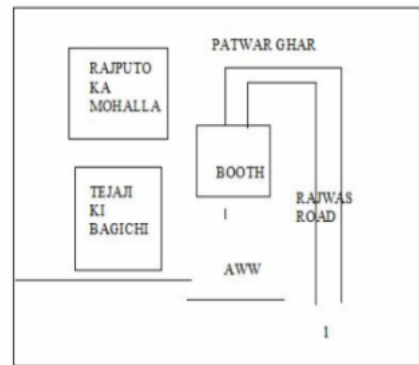 PATWAR GHAR
RAJPUTO
KA
MOHALLA
BOOTH
TEJAJI
KI
BAGICHI
RAJWAS
ROAD
AWW
1